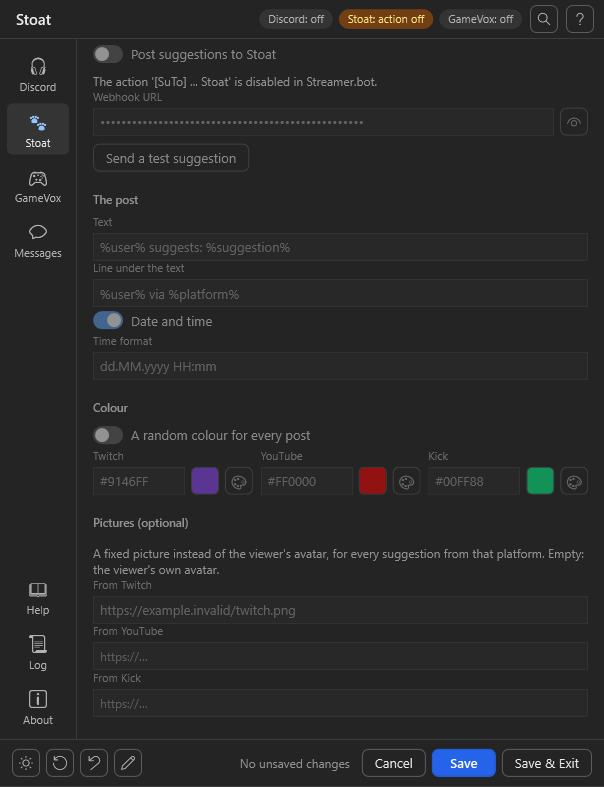 Stoat
Discord: off
Stoat: action off
GameVox: off
?
Discord
Stoat
GameVox
Messages
Post suggestions to Stoat
The action '[SuTo] ... Stoat' is disabled in Streamer.bot.
Webhook URL
Send a test suggestion
The post
Text
%user% suggests: %suggestion%
Line under the text
%user% via %platform%
Date and time
Time format
dd.MM.yyyy HH:mm
Colour
A random colour for every post
Twitch
YouTube
Kick
#9146FF
#FF0000
#00FF88
Pictures (optional)
A fixed picture instead of the viewer's avatar, for every suggestion from that platform. Empty:
the viewer's own avatar.
From Twitch
https://example.invalid/twitch.png
From YouTube
https://...
From Kick
https://...
Help
Log
About
No unsaved changes
Cancel
Save
Save & Exit